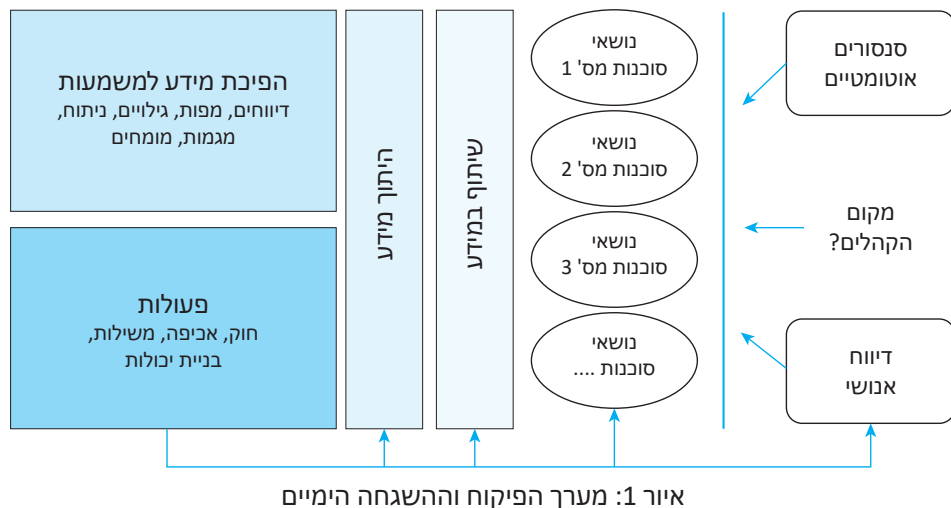 סנסורים
אוטומטיים
מקום
הקהלים?
דיווח
אנושי
נושאי
סוכנות מס' 1
נושאי
סוכנות מס' 2
נושאי
סוכנות מס' 3
נושאי
סוכנות ....
שיתוף במידע
היתוך מידע
הפיכת מידע למשמעות
דיווחים, מפות, גילויים, ניתוח,
מגמות, מומחים
פעולות
חוק, אכיפה, משילות,
בניית יכולות
איור 1: מערך הפיקוח וההשגחה הימיים